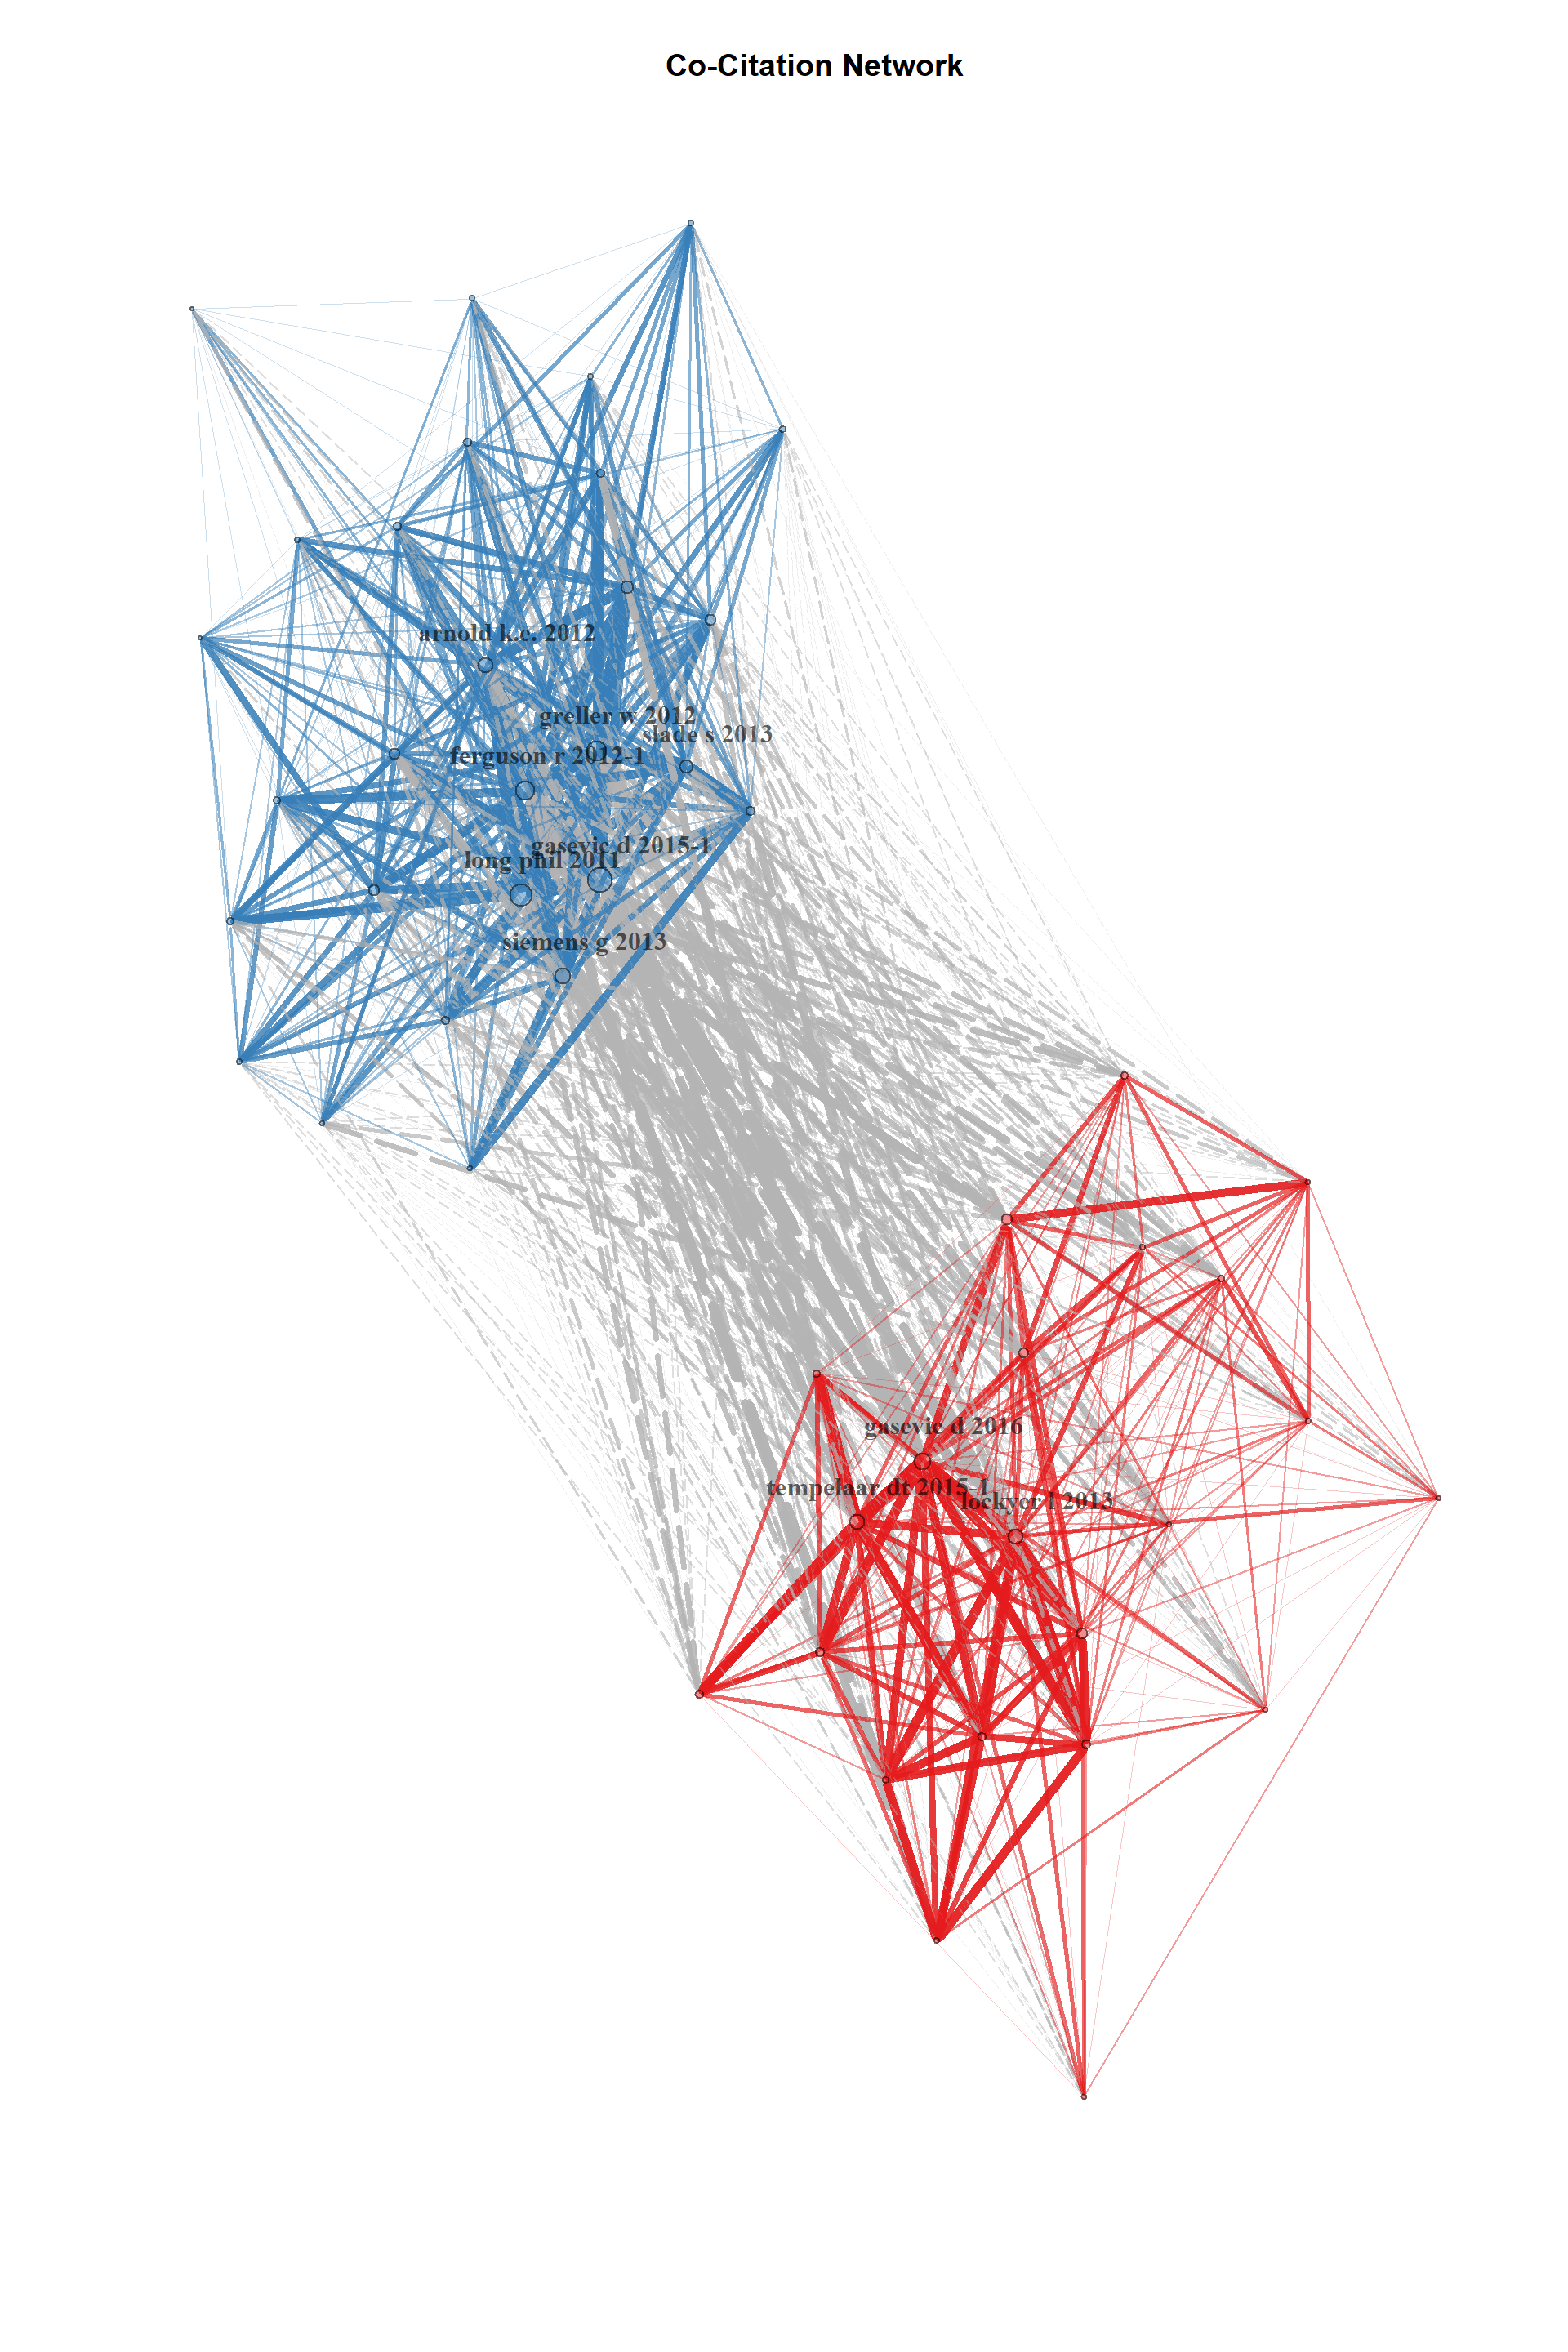 Co-Citation Network
arnold k.e. 2012
greller w 2012
slade s 2013
ferguson r 2012-1
gasevic d 2015-1
long phil 2011
siemens g 2013
gasevic d 2016
tempelaar dt 2015-1
lockyer l 2013